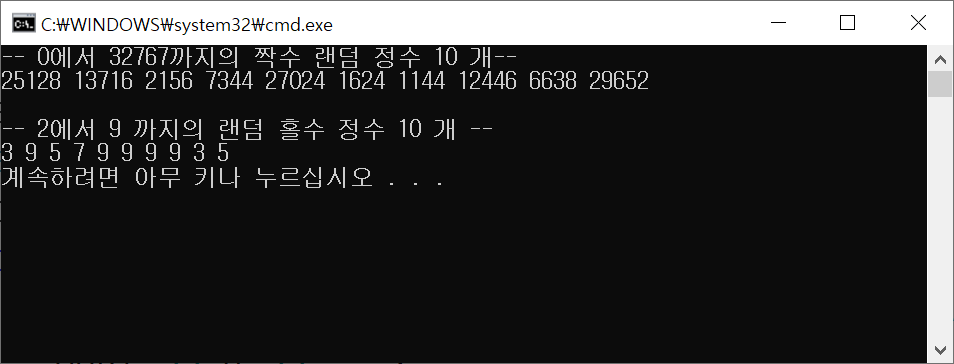 C:₩WINDOWS₩system32₩cmd.exe
-- 0에서 32767까지의 짝수 랜덤 정수 10 개--
25128 13716 2156 7344 27024 1624 1144 12446 6638 29652
-- 2에서 9 까지의 랜덤 홀수 정수 10 개 --
3 9 5 7 9 9 9 9 3 5
계속하려면 아무 키나 누르십시오 . . .